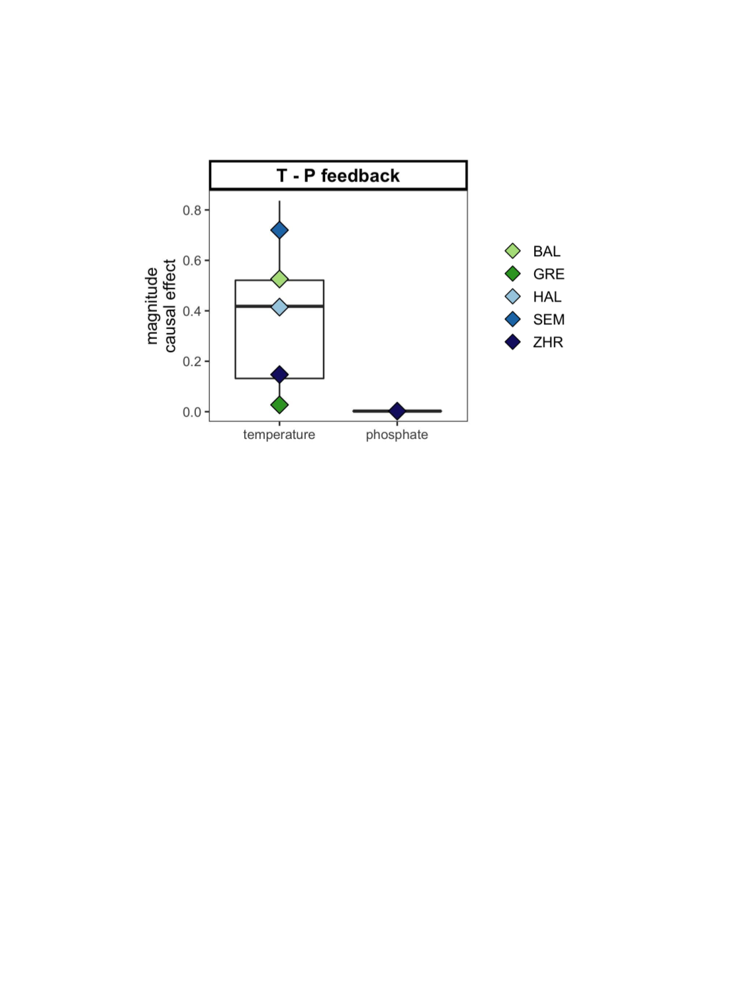 T - P feedback
magnitude
causal effect
0.8
0.6
0.4
0.2
0.0
temperature
phosphate
BAL
GRE
HAL
SEM
ZHR